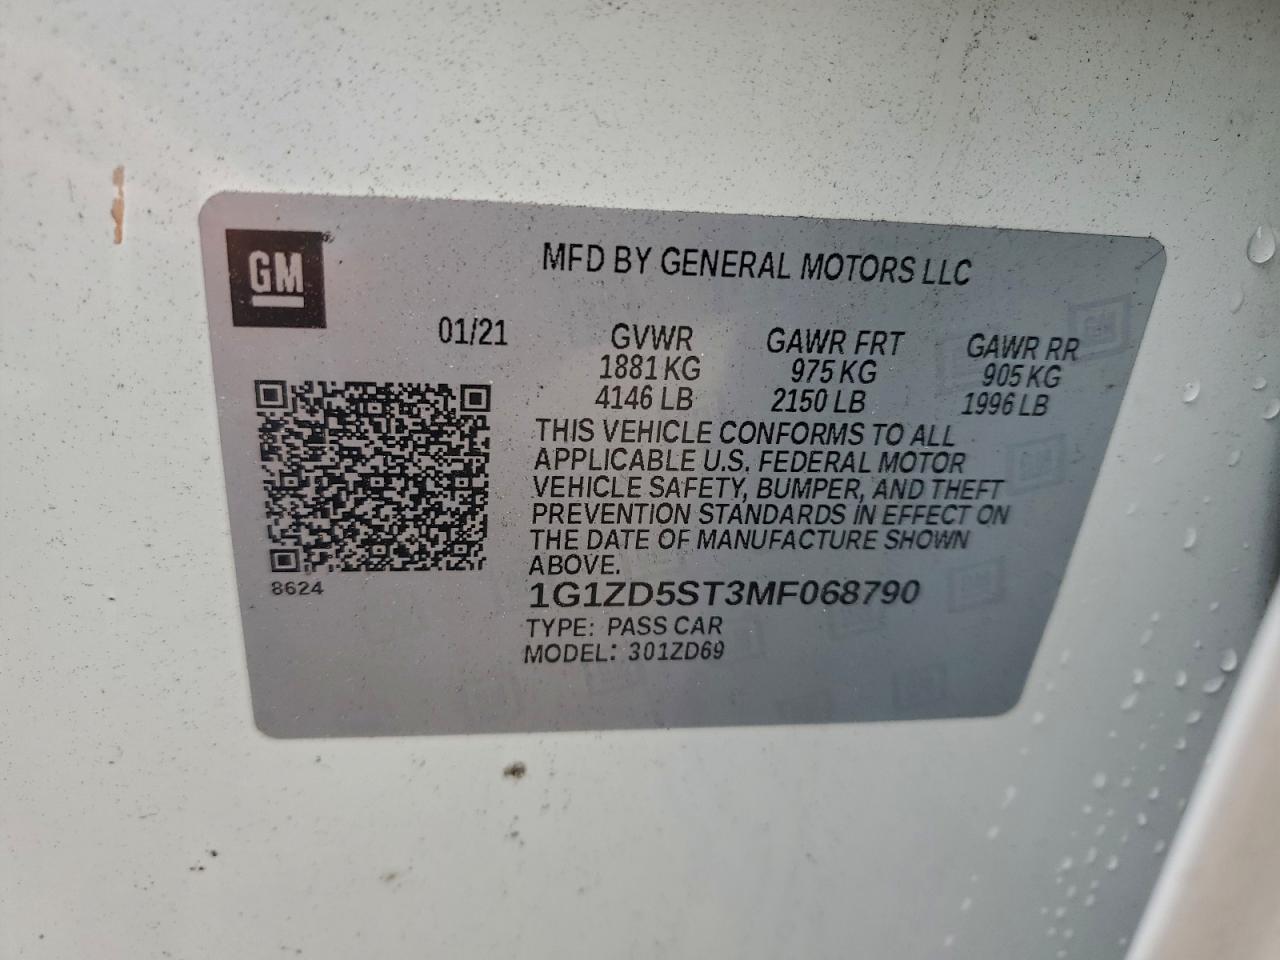 GM
MFD BY GENERAL MOTORS LLC
01/21 GVWR GAWR FRT GAWR RR
1881 KG 975 KG 905 KG
4146 LB 2150 LB 1996 LB
THIS VEHICLE CONFORMS TO ALL
APPLICABLE U.S. FEDERAL MOTOR
VEHICLE SAFETY, BUMPER, AND THEFT
PREVENTION STANDARDS IN EFFECT ON
THE DATE OF MANUFACTURE SHOWN
ABOVE.
8624
1G1ZD5ST3MF068790
TYPE: PASS CAR
MODEL: 301ZD69